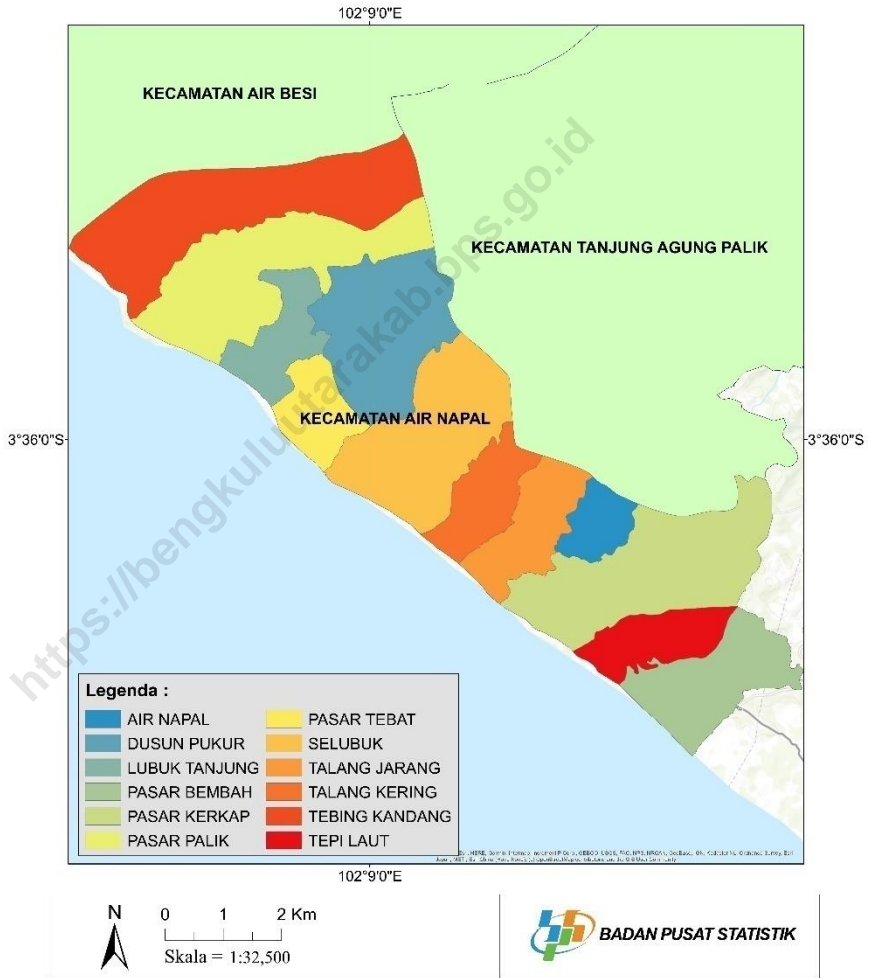 102°9'0"E
KECAMATAN AIR BESI
KECAMATAN TANJUNG AGUNG PALIK
KECAMATAN AIR NAPAL
3°36'0"S
3°36'0"S
https://bengkuluutarakab.bps.go.id
Legenda :
AIR NAPAL
DUSUN PUKUR
LUBUK TANJUNG
PASAR BEMBAH
PASAR KERKAP
PASAR PALIK
PASAR TEBAT
SELUBUK
TALANG JARANG
TALANG KERING
TEBING KANDANG
TEPI LAUT
102°9'0"E
N
0 1 2 Km
Skala = 1:32,500
BADAN PUSAT STATISTIK